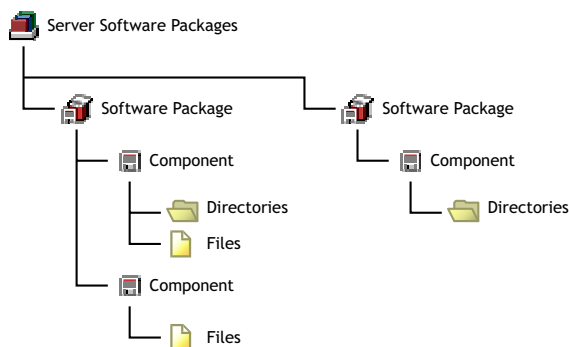 Server Software Packages
Software Package
Component
Directories
Files
Component
Files
Software Package
Component
Directories